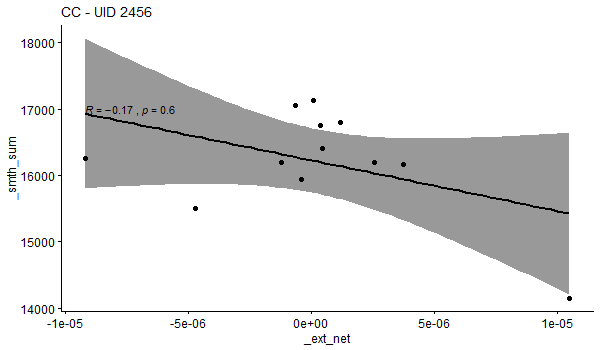 CC - UID 2456
18000
17000
16000
15000
14000
_smth_sum
R = −0.17 , p = 0.6
-1e-05
-5e-06
0e+00
5e-06
1e-05
_ext_net